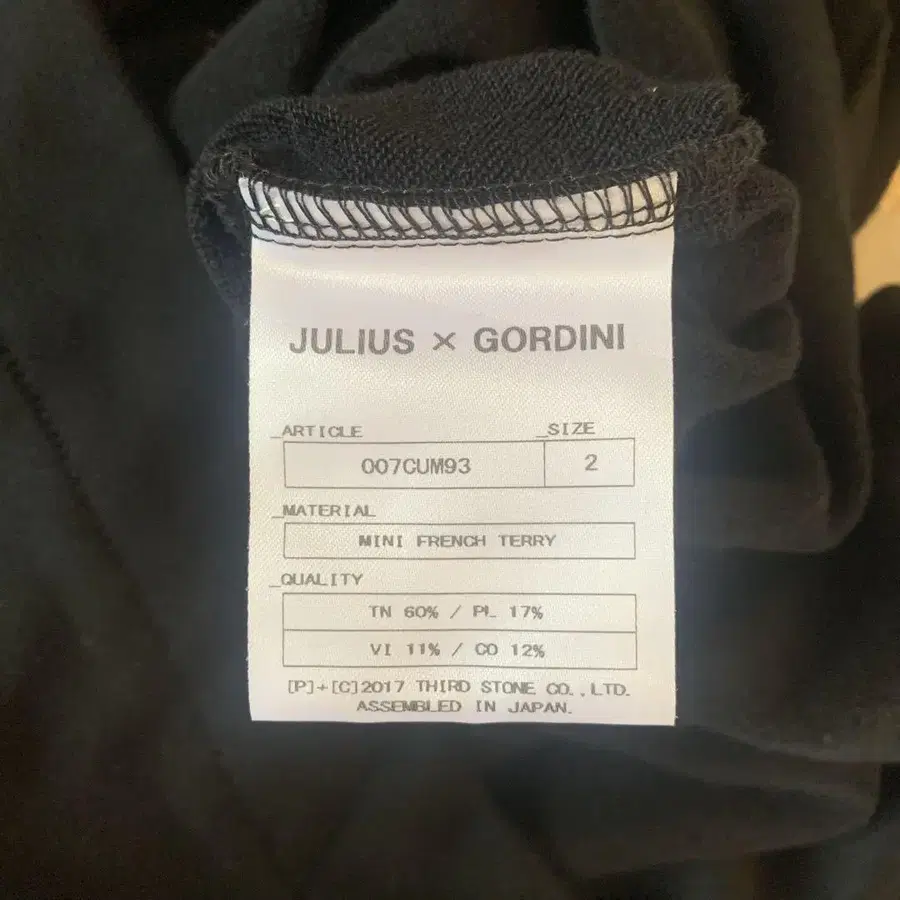 JULIUS × GORDINI
_ARTICLE _SIZE
007CUM93 2
_MATERIAL
MINI FRENCH TERRY
_QUALITY
TN 60% / PL 17%
VI 11% / CO 12%
[P]+[C]2017 THIRD STONE CO.,LTD.
ASSEMBLED IN JAPAN.